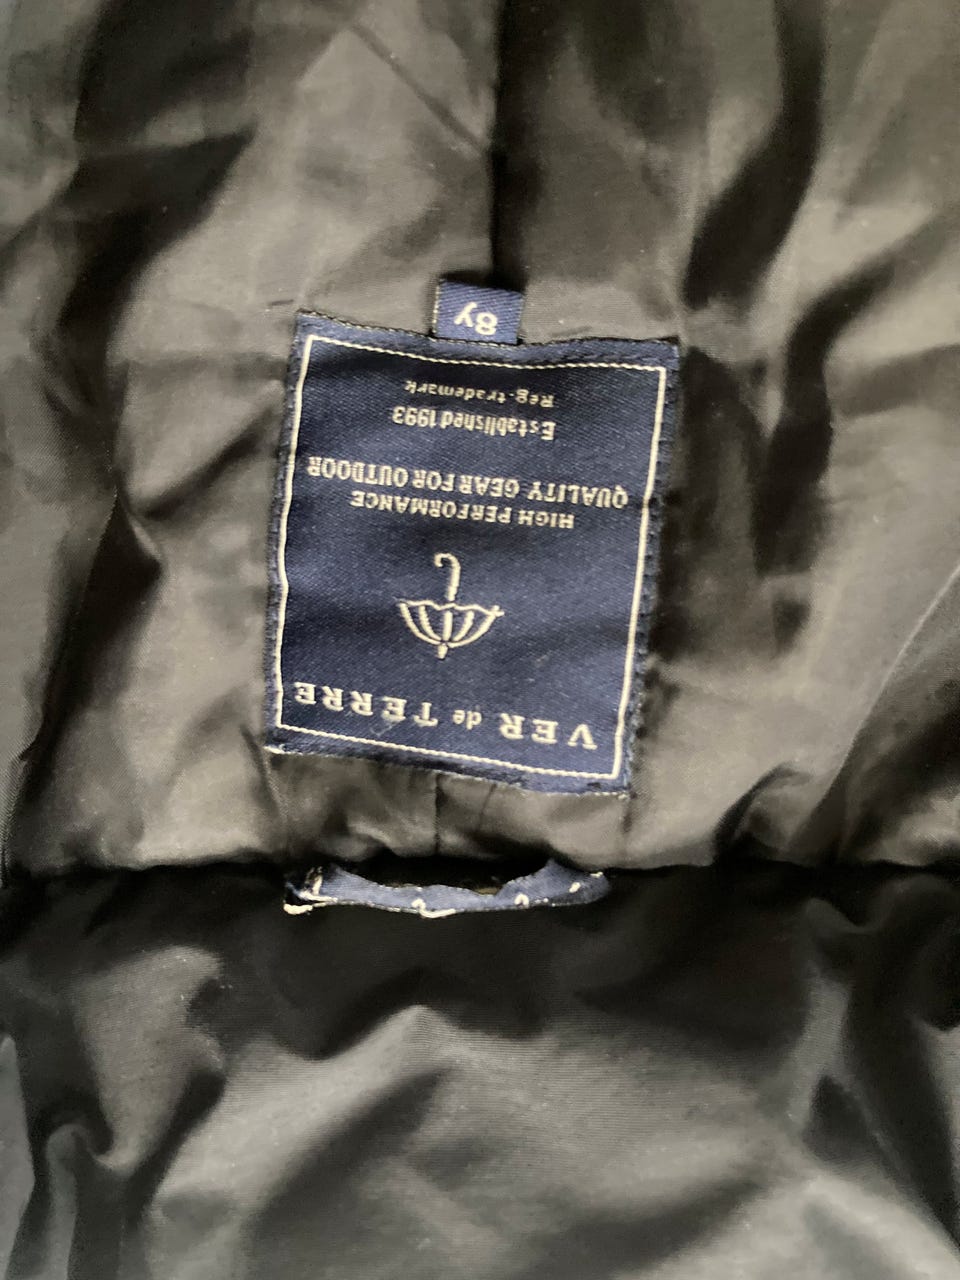 VER de TERRE
HIGH PERFORMANCE
QUALITY GEAR FOR OUTDOOR
Established 1993
Reg. trademark
8y